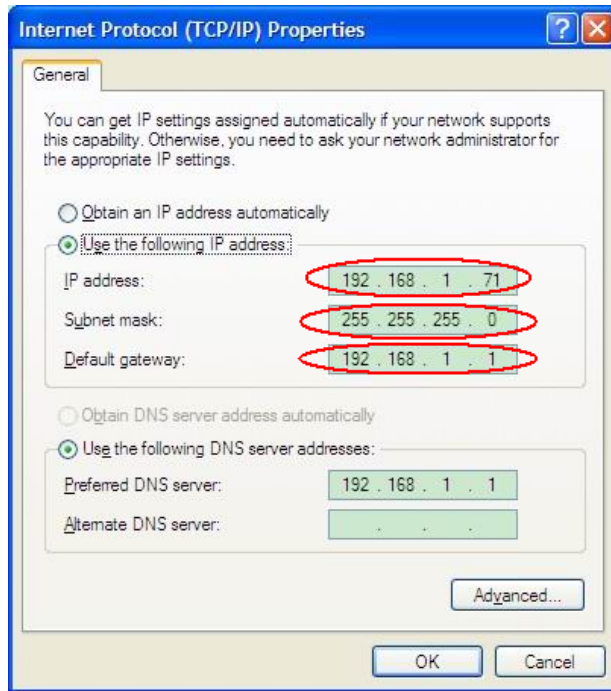 Internet Protocol (TCP/IP) Properties
General
You can get IP settings assigned automatically if your network supports
this capability. Otherwise, you need to ask your network administrator for
the appropriate IP settings.
Obtain an IP address automatically
Use the following IP address:
IP address: 192 . 168 . 1 . 71
Subnet mask: 255 . 255 . 255 . 0
Default gateway: 192 . 168 . 1 . 1
Obtain DNS server address automatically
Use the following DNS server addresses:
Preferred DNS server: 192 . 168 . 1 . 1
Alternate DNS server: . . .
Advanced...
OK Cancel